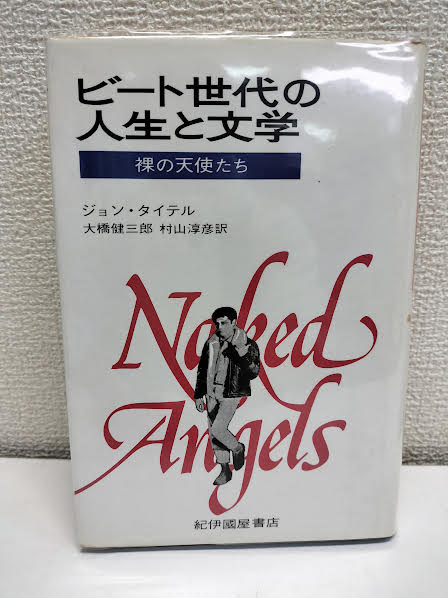 ビート世代の
人生と文学
裸の天使たち
ジョン・タイテル
大橋健三郎 村山淳彦訳
Naked
Angels
紀伊國屋書店